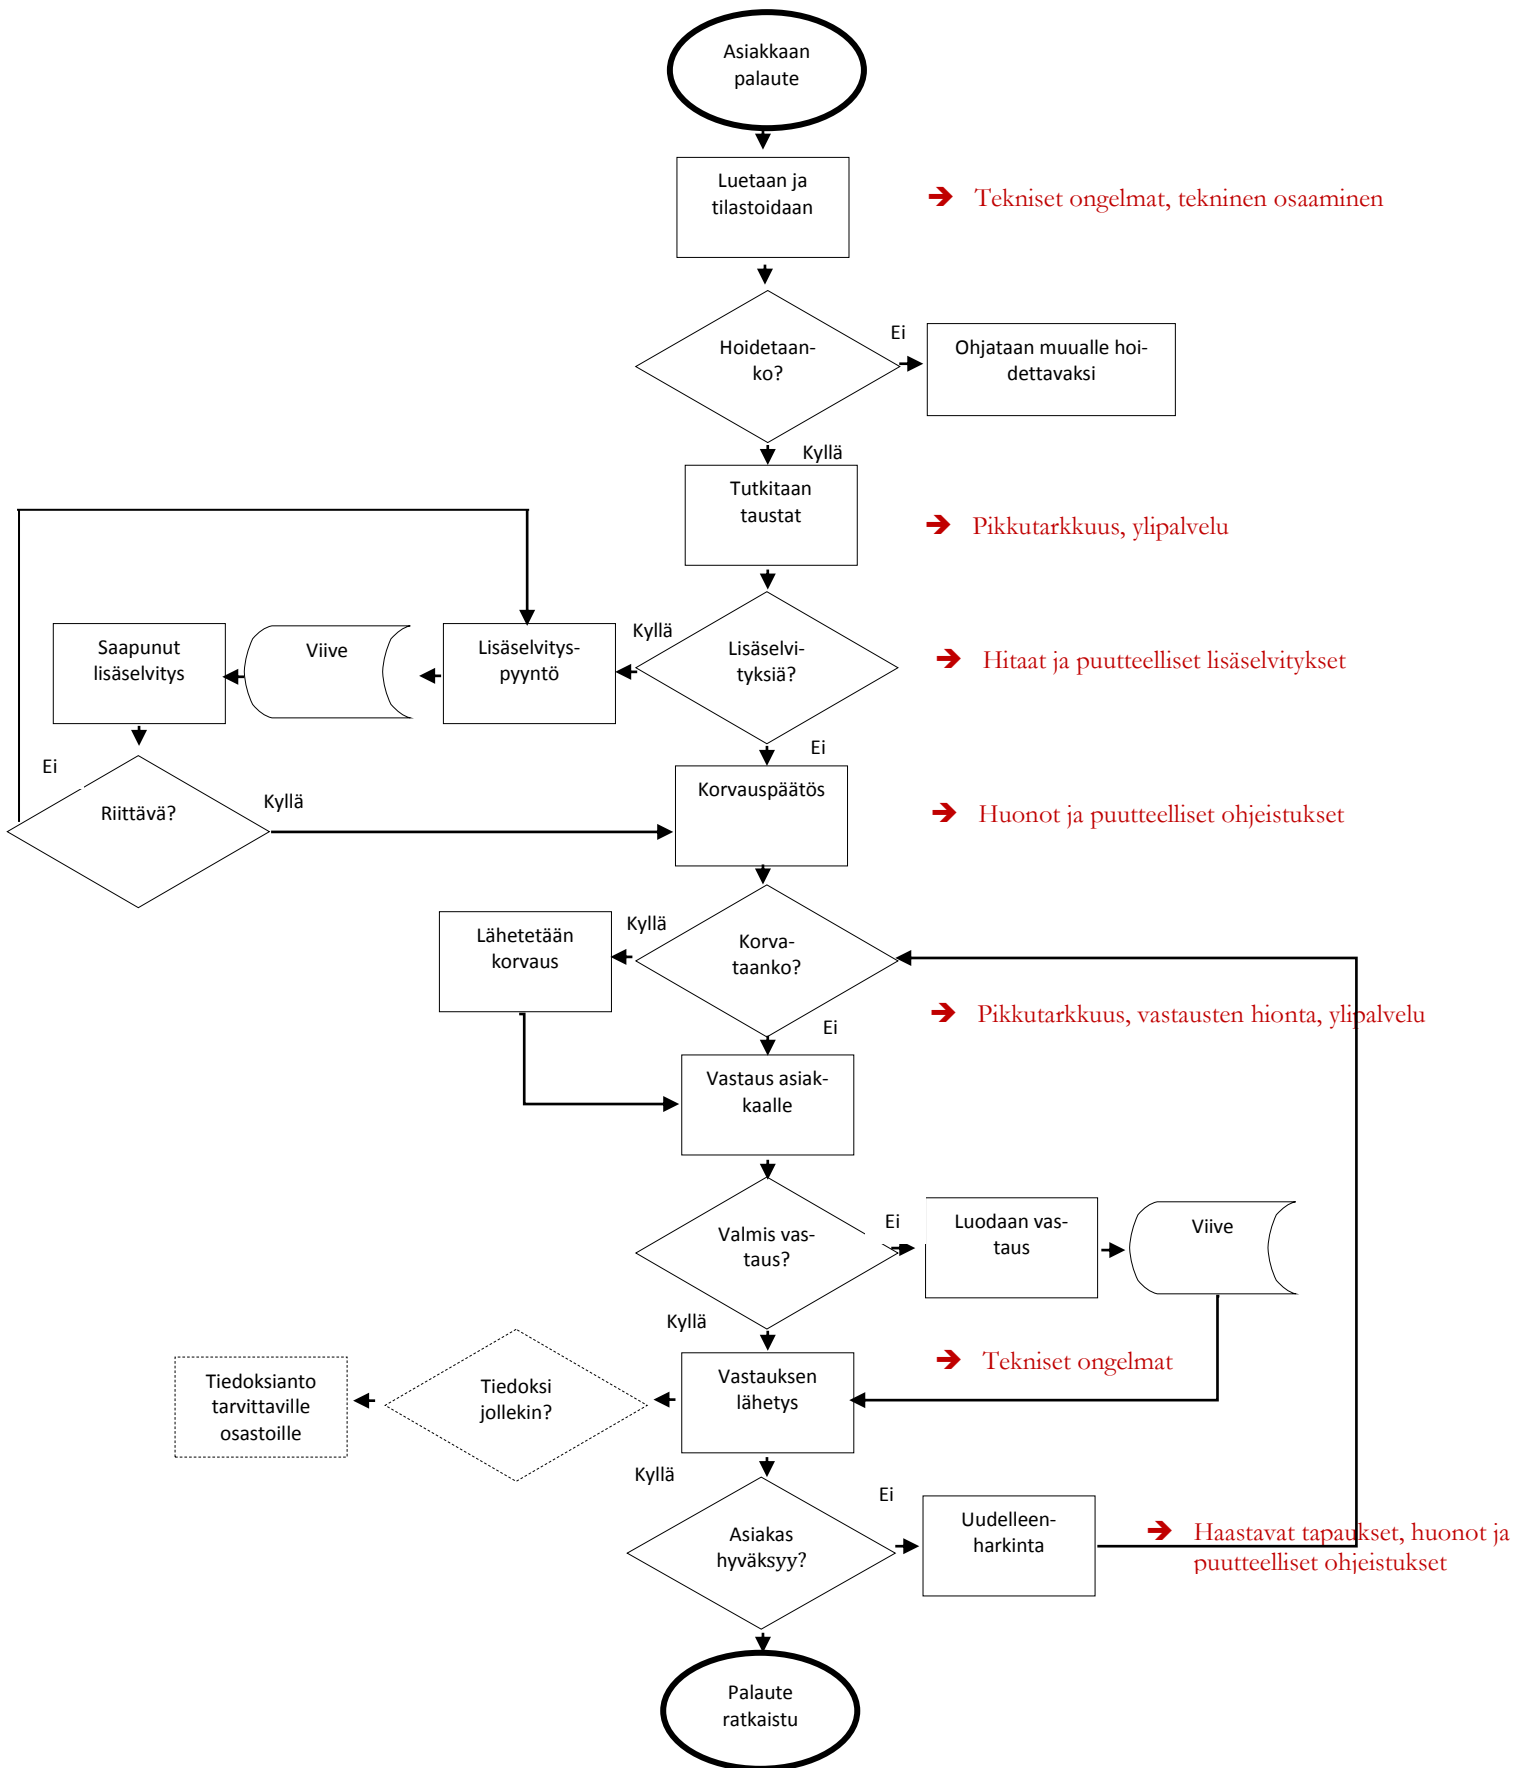 Asiakkaan
palaute
Luetaan ja
tilastoidaan
➔ Tekniset ongelmat, tekninen osaaminen
Hoidetaan-
ko?
Ei
Ohjataan muualle hoi-
dettavaksi
Kyllä
Tutkitaan
taustat
➔ Pikkutarkkuus, ylipalvelu
Saapunut
lisäselvitys
Viive
Lisäselvitys-
pyyntö
Kyllä
Lisäselvi-
tyksiä?
➔ Hitaat ja puutteelliset lisäselvitykset
Ei
Ei
Riittävä?
Kyllä
Korvauspäätös
➔ Huonot ja puutteelliset ohjeistukset
Lähetetään
korvaus
Kyllä
Korva-
taanko?
➔ Pikkutarkkuus, vastausten hionta, ylipalvelu
Ei
Vastaus asiak-
kaalle
Valmis vas-
taus?
Ei
Luodaan vas-
taus
Viive
Kyllä
➔ Tekniset ongelmat
Tiedoksianto
tarvittaville
osastoille
Tiedoksi
jollekin?
Vastauksen
lähetys
Kyllä
Asiakas
hyväksyy?
Ei
Uudelleen-
harkinta
➔ Haastavat tapaukset, huonot ja
puutteelliset ohjeistukset
Palaute
ratkaistu